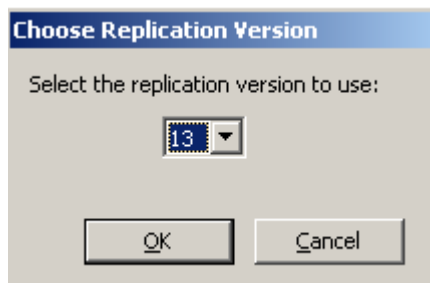 Choose Replication Version
Select the replication version to use:
13
OK Cancel